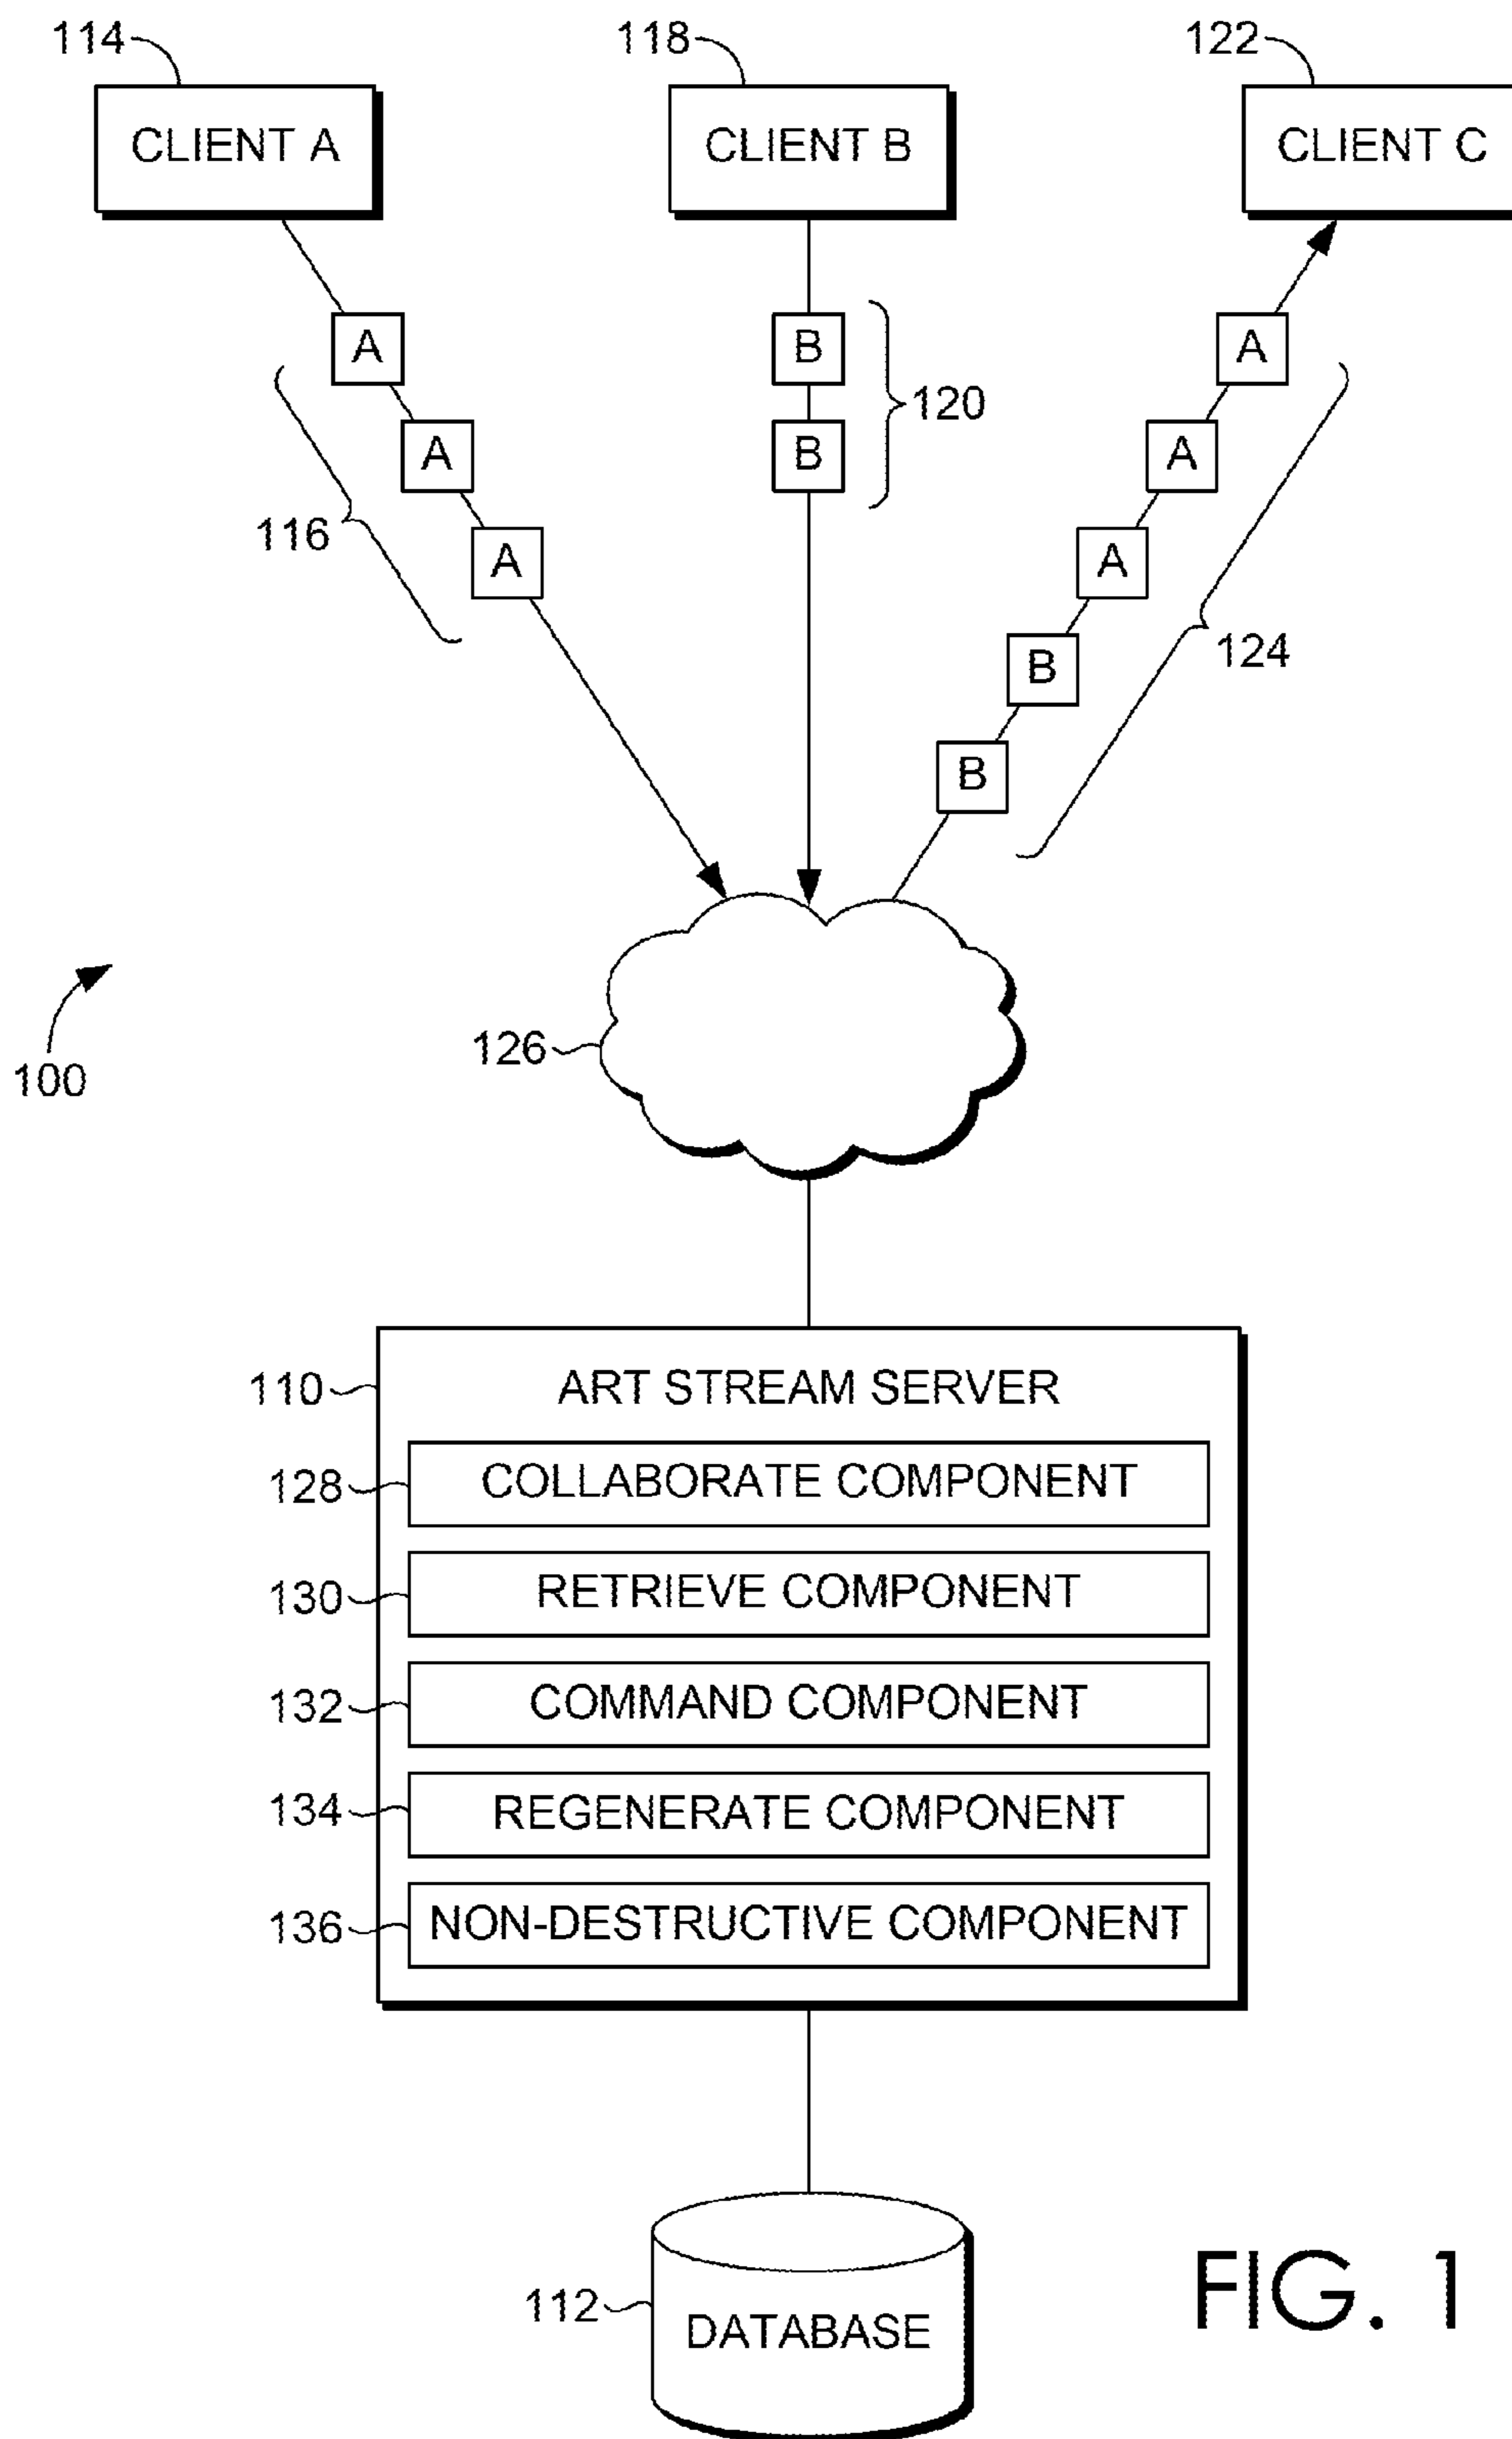 114
118
122
CLIENT A
CLIENT B
CLIENT C
A
B
A
120
A
B
A
116
A
A
124
B
B
126
100
110
ART STREAM SERVER
128
COLLABORATE COMPONENT
130
RETRIEVE COMPONENT
132
COMMAND COMPONENT
134
REGENERATE COMPONENT
136
NON-DESTRUCTIVE COMPONENT
112
DATABASE
FIG. 1